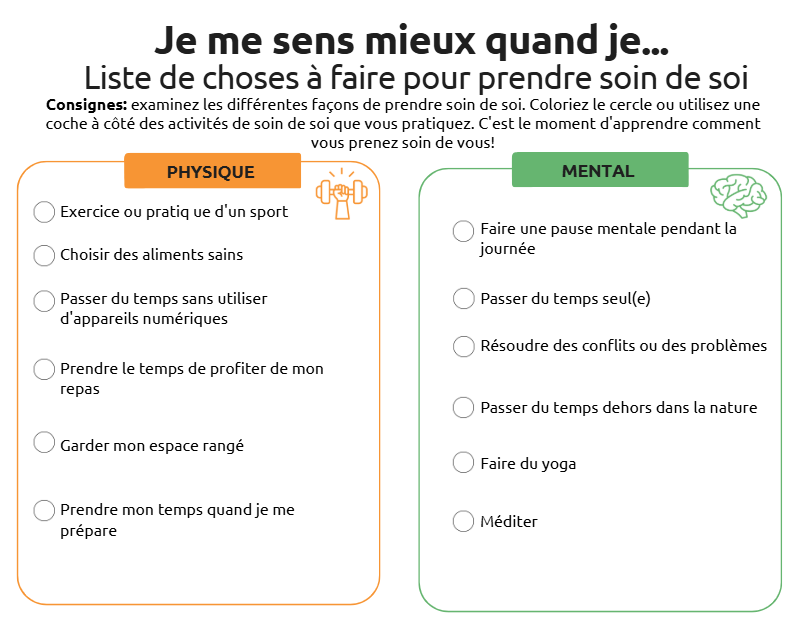 Je me sens mieux quand je...
Liste de choses à faire pour prendre soin de soi
Consignes: examinez les différentes façons de prendre soin de soi. Coloriez le cercle ou utilisez une
coche à côté des activités de soin de soi que vous pratiquez. C'est le moment d'apprendre comment
vous prenez soin de vous!
PHYSIQUE
Exercice ou pratiq ue d'un sport
Choisir des aliments sains
Passer du temps sans utiliser
d'appareils numériques
Prendre le temps de profiter de mon
repas
Garder mon espace rangé
Prendre mon temps quand je me
prépare
MENTAL
Faire une pause mentale pendant la
journée
Passer du temps seul(e)
Résoudre des conflits ou des problèmes
Passer du temps dehors dans la nature
Faire du yoga
Méditer